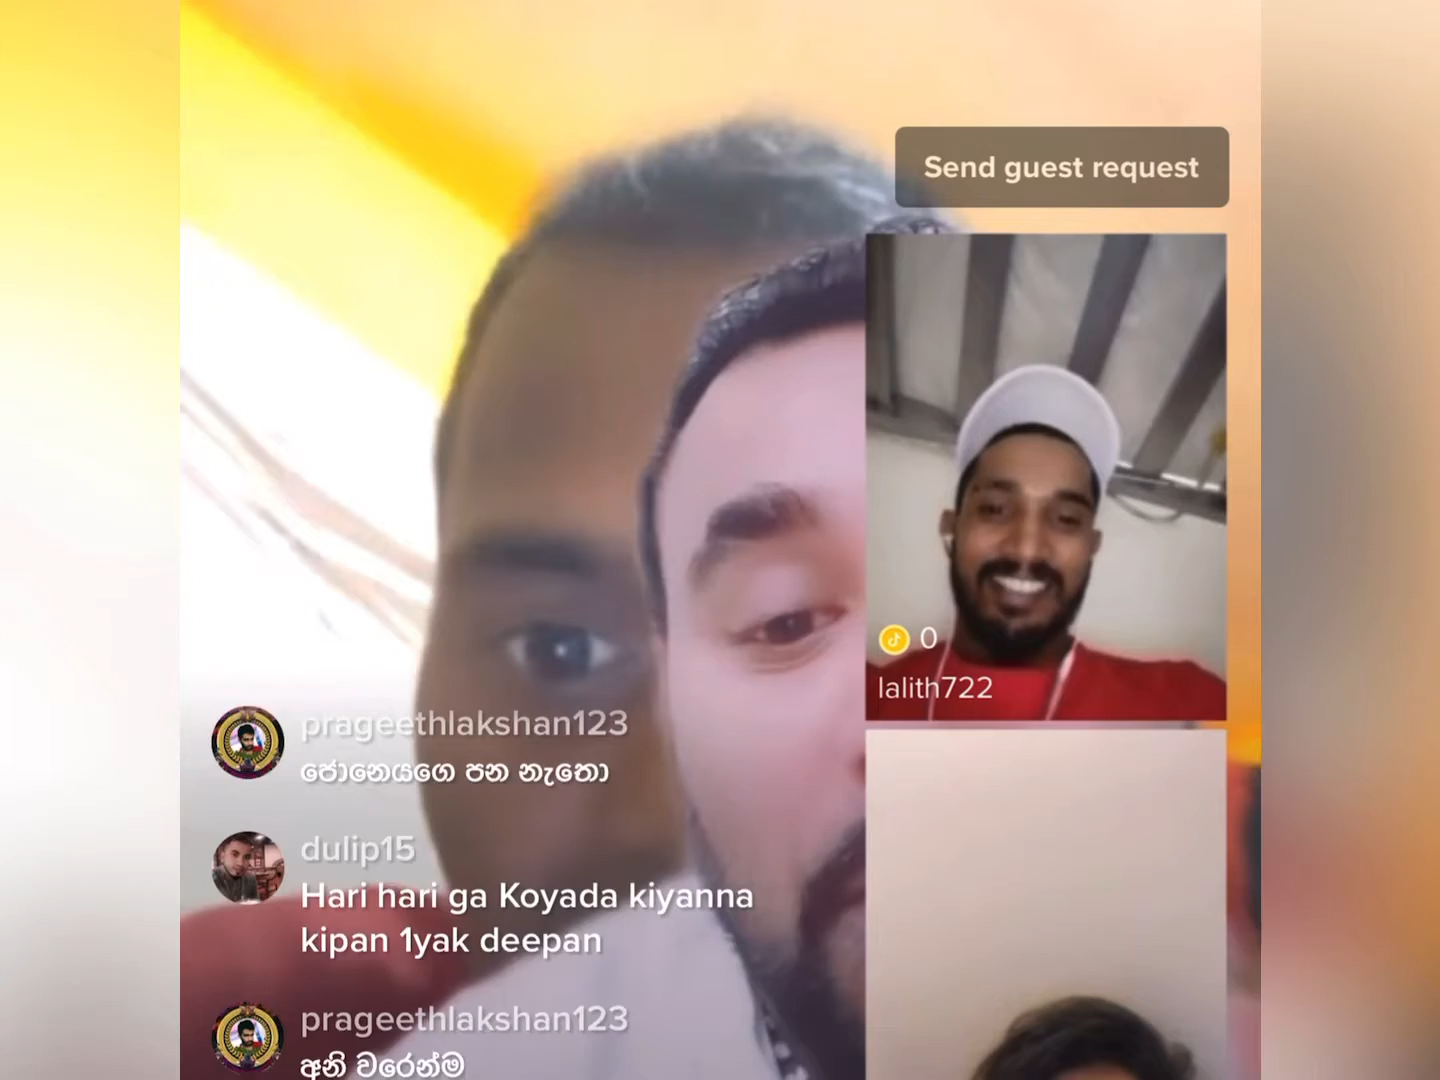 Send guest request
0
lalith722
prageethlakshan123
ජොනෙයගෙ පන නැතො
dulip15
Hari hari ga Koyada kiyanna
kipan 1yak deepan
prageethlakshan123
අනි වරෙන්ම